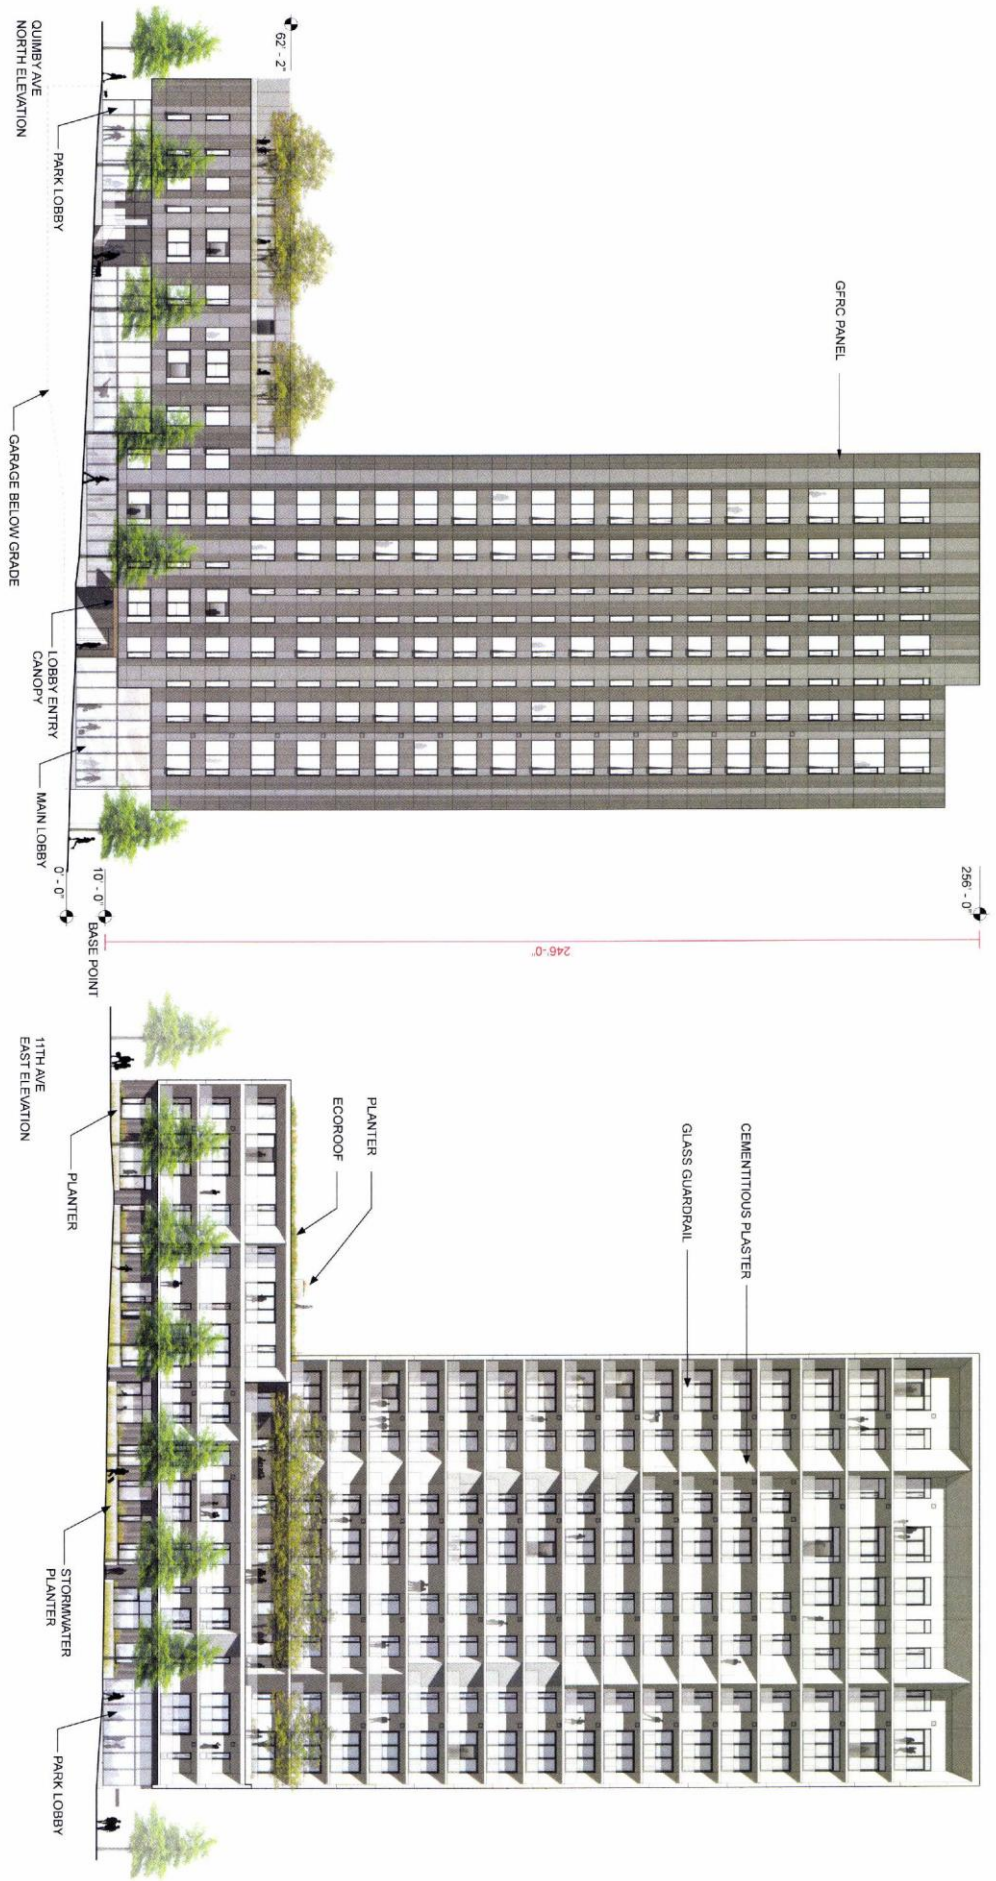 62' - 2"
GFRC PANEL
QUIMBY AVE
NORTH ELEVATION
PARK LOBBY
GARAGE BELOW GRADE
LOBBY ENTRY
CANOPY
MAIN LOBBY
256' - 0"
246'-0"
10' - 0"
BASE POINT
0' - 0"
CEMENTITIOUS PLASTER
GLASS GUARDRAIL
PLANTER
ECOROOF
11TH AVE
EAST ELEVATION
PLANTER
STORMWATER
PLANTER
PARK LOBBY